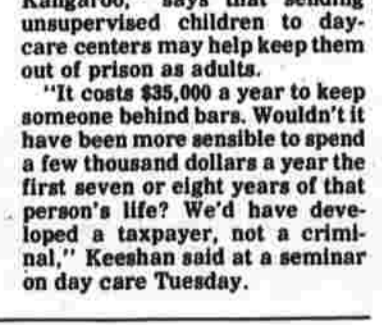 Kangaroo," says that sending
unsupervised children to day-
care centers may help keep them
out of prison as adults.
"It costs $35,000 a year to keep
someone behind bars. Wouldn't it
have been more sensible to spend
a few thousand dollars a year the
first seven or eight years of that
person's life? We'd have deve-
loped a taxpayer, not a crimi-
nal," Keeshan said at a seminar
on day care Tuesday.